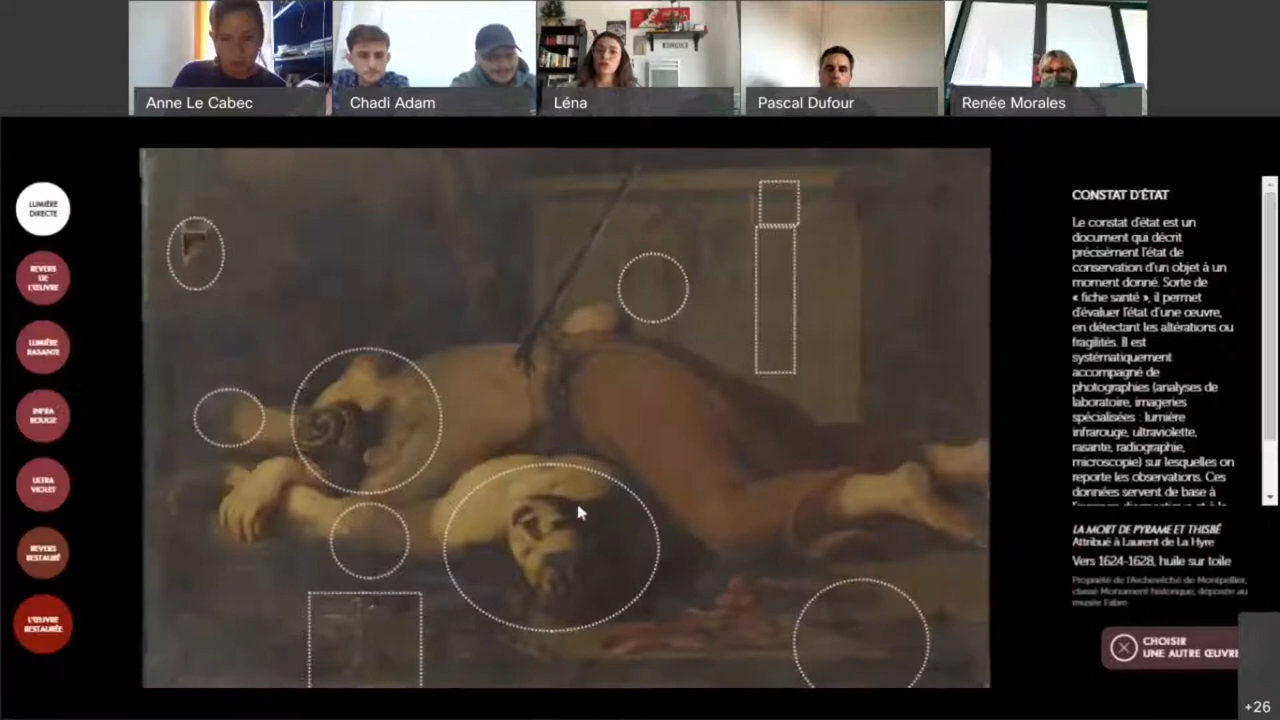 Anne Le Cabec
Chadi Adam
Léna
Pascal Dufour
Renée Morales
LUMIÈRE
DIRECTE
REVERS
DE
L'ŒUVRE
LUMIÈRE
RASANTE
INFRA
ROUGE
ULTRA
VIOLET
REVERS
RESTAURÉ
L'ŒUVRE
RESTAURÉE
CONSTAT D'ÉTAT
Le constat d'état est un
document qui décrit
précisément l'état de
conservation d'un objet à un
moment donné. Sorte de
« fiche santé », il permet
d'évaluer l'état d'une œuvre,
en détectant les altérations ou
fragilités. Il est
systématiquement
accompagné de
photographies (analyses de
laboratoire, imageries
spécialisées : lumière
infrarouge, ultraviolette,
rasante, radiographie,
microscopie) sur lesquelles on
reporte les observations. Ces
données servent de base à
LA MORT DE PYRAME ET THISBÉ
Attribué à Laurent de La Hyre
Vers 1624-1628, huile sur toile
Propriété de l'Archevêché de Montpellier,
classé Monument historique, déposée au
musée Fabre
CHOISIR
UNE AUTRE ŒUVRE
+26